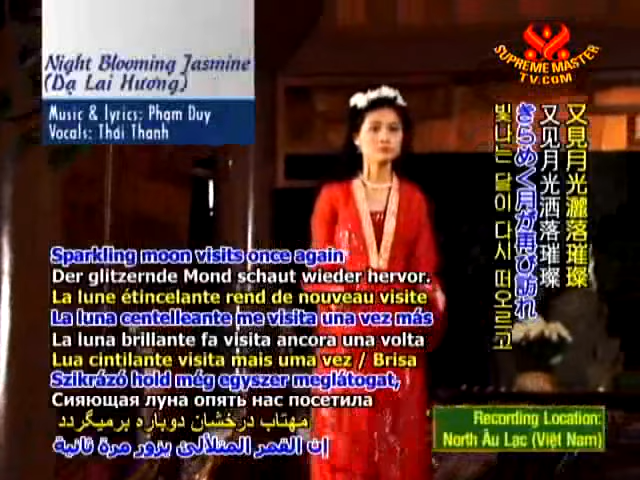 Night Blooming Jasmine
(Dạ Lai Hương)
Music & lyrics: Phạm Duy
Vocals: Thái Thanh
SUPREME MASTER
TV.COM
又見月光灑落璀璨
又见月光洒落璀璨
きらめく月が再び訪れ
빛나는 달이 다시 떠오르고
Sparkling moon visits once again
Der glitzernde Mond schaut wieder hervor.
La lune étincelante rend de nouveau visite
La luna centelleante me visita una vez más
La luna brillante fa visita ancora una volta
Lua cintilante visita mais uma vez / Brisa
Szikrázó hold még egyszer meglátogat,
Сияющая луна опять нас посетила
مهتاب درخشان دوباره برمیگردد
إن القمر المتلألئ يزور مرة ثانية
Recording Location:
North Âu Lạc (Việt Nam)